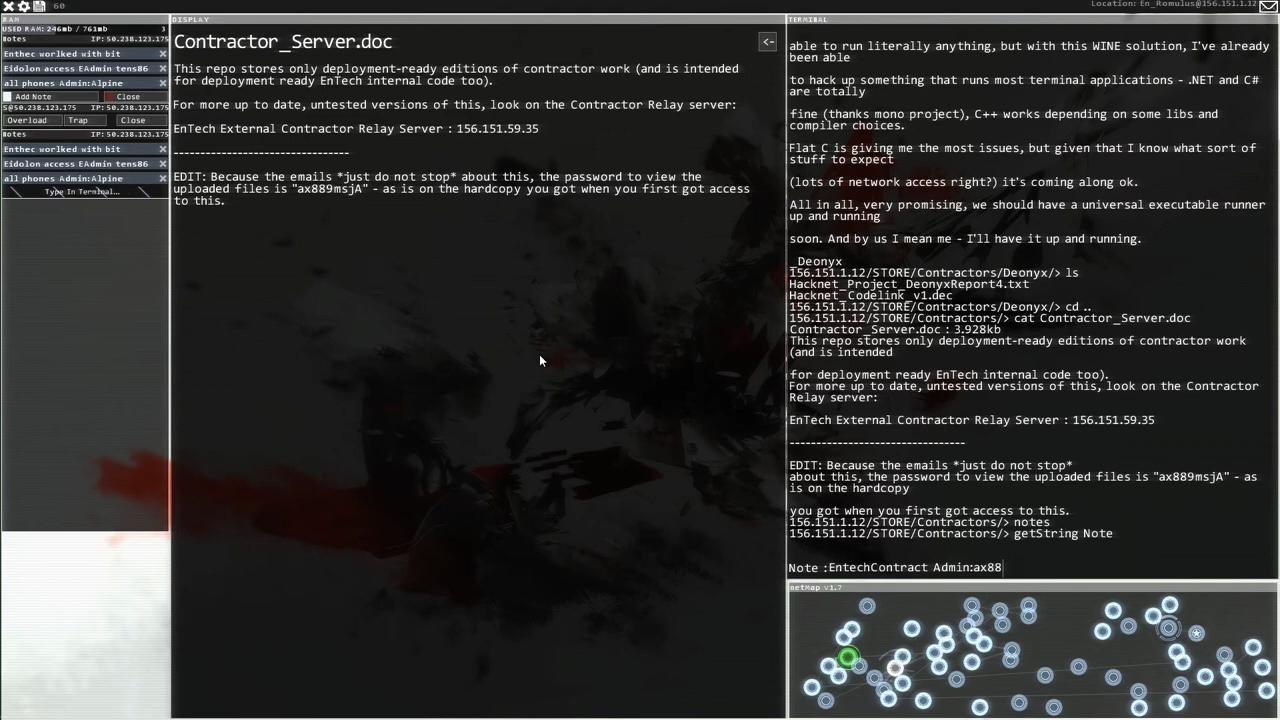 60
Location: En_Romulus@156.151.1.12
RAM
USED RAM: 246mb / 761mb 3
Notes IP: 50.238.123.175
Enthec worlked with bit
Eidolon access EAdmin tens86
all phones Admin:Alpine
Add Note Close
S@50.238.123.175 IP: 50.238.123.175
Overload Trap Close
Notes IP: 50.238.123.175
Enthec worlked with bit
Eidolon access EAdmin tens86
all phones Admin:Alpine
Type In Terminal...
DISPLAY
Contractor_Server.doc
<-
This repo stores only deployment-ready editions of contractor work (and is intended
for deployment ready EnTech internal code too).
For more up to date, untested versions of this, look on the Contractor Relay server:
EnTech External Contractor Relay Server : 156.151.59.35
---------------------------------
EDIT: Because the emails *just do not stop* about this, the password to view the
uploaded files is "ax889msjA" - as is on the hardcopy you got when you first got access
to this.
TERMINAL
able to run literally anything, but with this WINE solution, I've already
been able
to hack up something that runs most terminal applications - .NET and C#
are totally
fine (thanks mono project), C++ works depending on some libs and
compiler choices.
Flat C is giving me the most issues, but given that I know what sort of
stuff to expect
(lots of network access right?) it's coming along ok.
All in all, very promising, we should have a universal executable runner
up and running
soon. And by us I mean me - I'll have it up and running.
_Deonyx
156.151.1.12/STORE/Contractors/Deonyx/> ls
Hacknet_Project_DeonyxReport4.txt
Hacknet_Codelink_v1.dec
156.151.1.12/STORE/Contractors/Deonyx/> cd ..
156.151.1.12/STORE/Contractors/> cat Contractor_Server.doc
Contractor_Server.doc : 3.928kb
This repo stores only deployment-ready editions of contractor work
(and is intended
for deployment ready EnTech internal code too).
For more up to date, untested versions of this, look on the Contractor
Relay server:
EnTech External Contractor Relay Server : 156.151.59.35
---------------------------------
EDIT: Because the emails *just do not stop*
about this, the password to view the uploaded files is "ax889msjA" - as
is on the hardcopy
you got when you first got access to this.
156.151.1.12/STORE/Contractors/> notes
156.151.1.12/STORE/Contractors/> getString Note
Note :EntechContract Admin:ax88
netMap v1.7